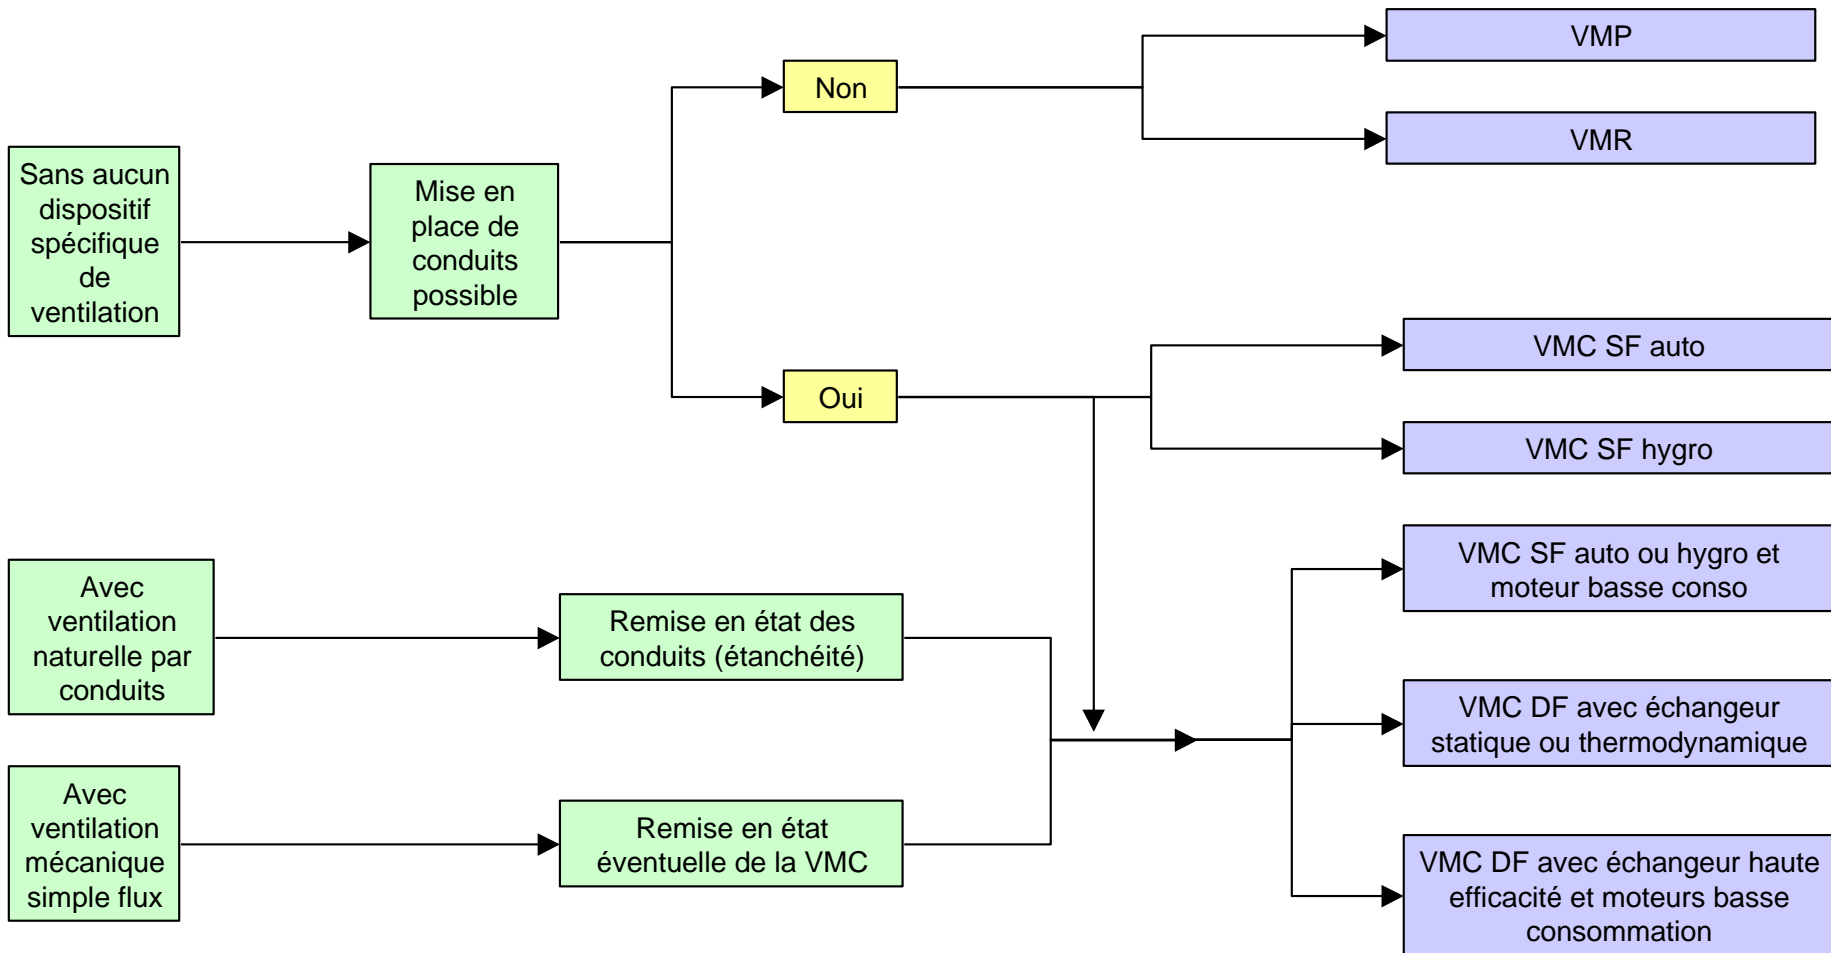 Sans aucun
dispositif
spécifique
de
ventilation
Mise en
place de
conduits
possible
Non
Oui
VMP
VMR
VMC SF auto
VMC SF hygro
Avec
ventilation
naturelle par
conduits
Remise en état des
conduits (étanchéité)
Avec
ventilation
mécanique
simple flux
Remise en état
éventuelle de la VMC
VMC SF auto ou hygro et
moteur basse conso
VMC DF avec échangeur
statique ou thermodynamique
VMC DF avec échangeur haute
efficacité et moteurs basse
consommation